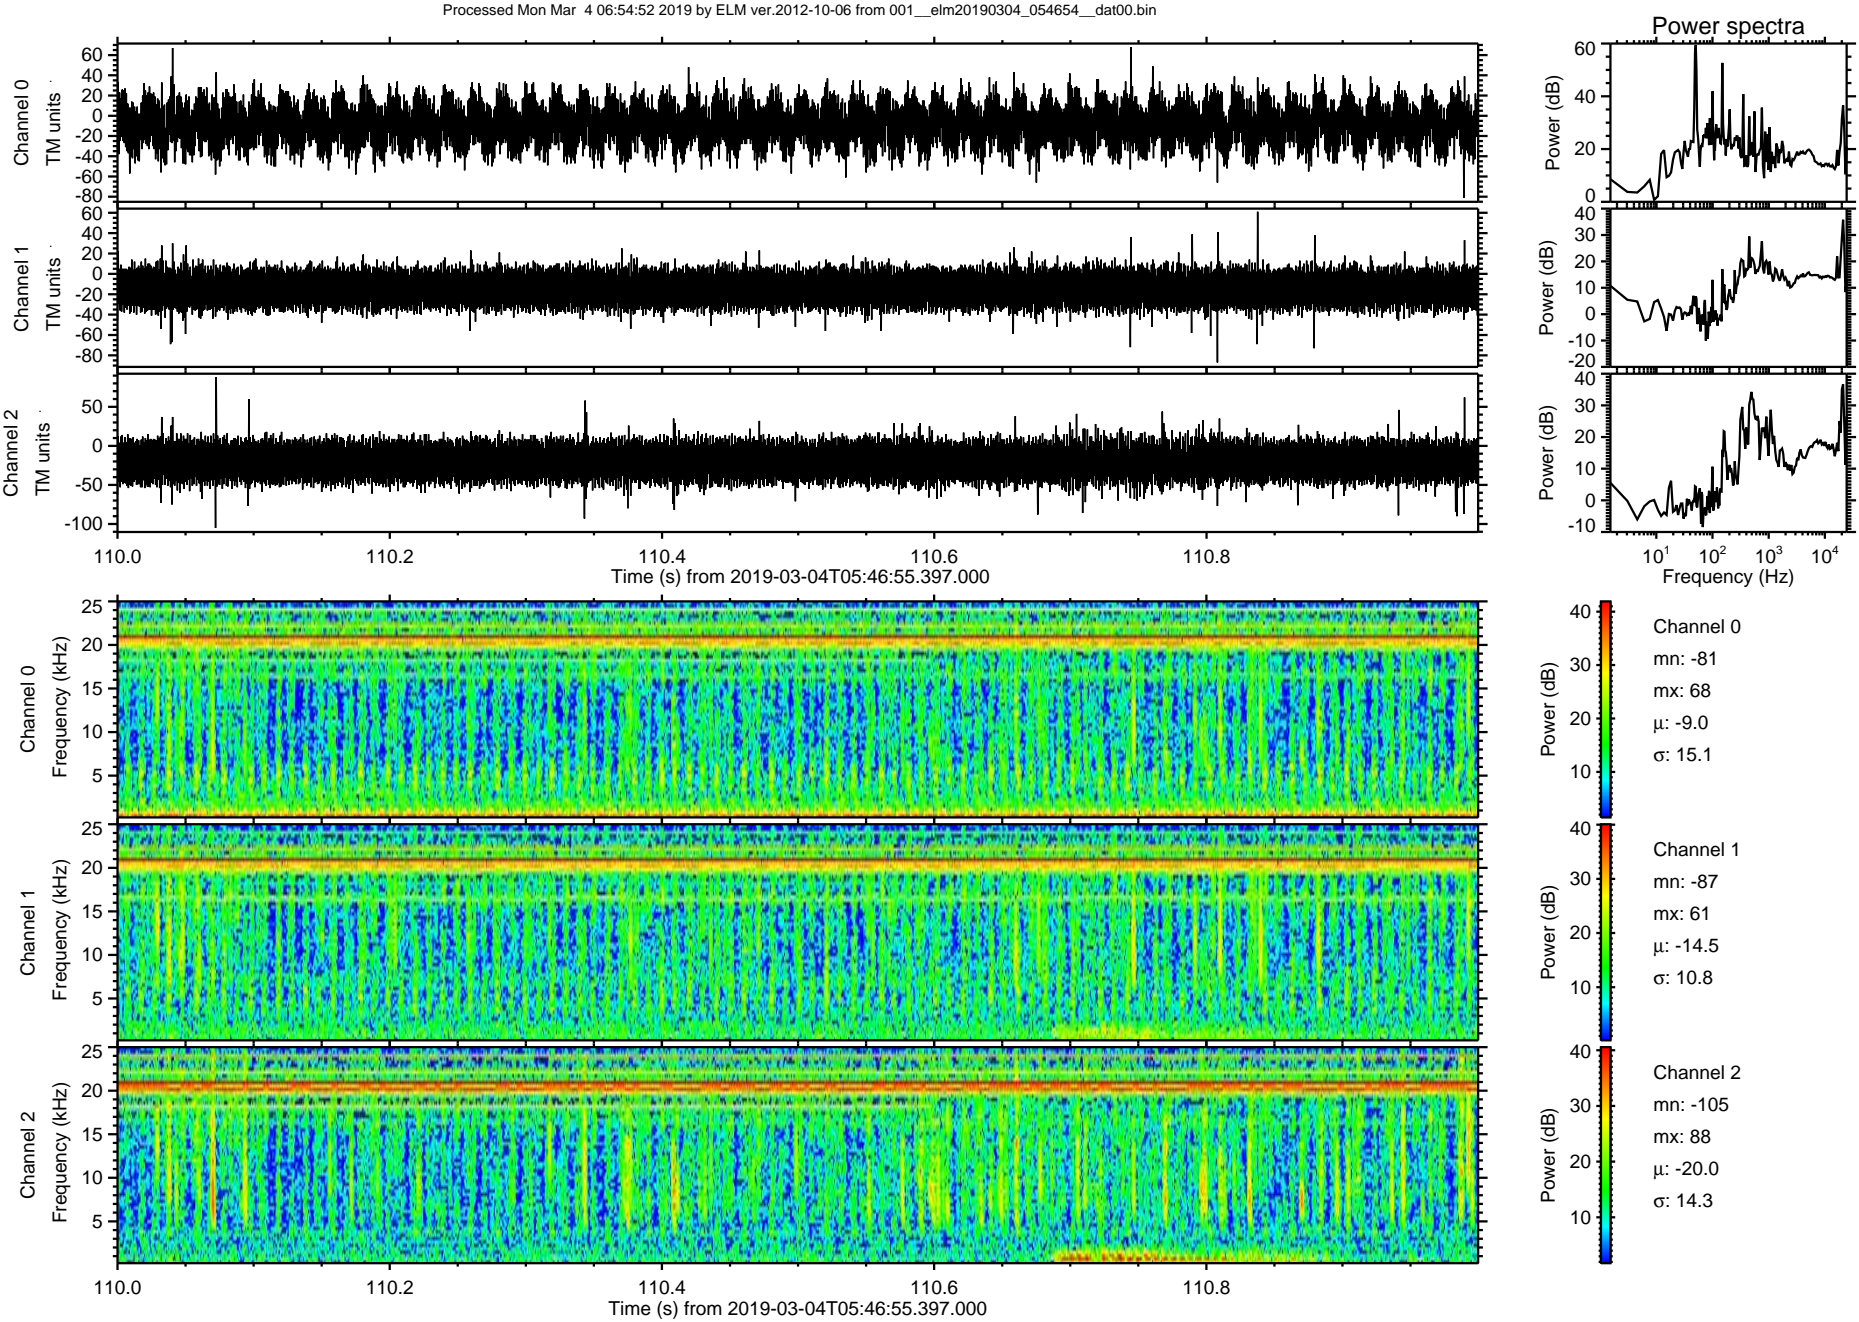 Processed Mon Mar  4 06:54:52 2019 by ELM ver.2012-10-06 from 001__elm20190304_054654__dat00.bin
Power spectra
Channel 0
TM units
60
40
20
0
-20
-40
-60
-80
Power (dB)
60
40
20
0
Channel 1
TM units
60
40
20
0
-20
-40
-60
-80
Power (dB)
40
30
20
10
0
-10
-20
Channel 2
TM units
50
0
-50
-100
Power (dB)
40
30
20
10
0
-10
110.0 110.2 110.4 110.6 110.8
Time (s) from 2019-03-04T05:46:55.397.000
10¹ 10² 10³ 10⁴
Frequency (Hz)
Channel 0
Frequency (kHz)
25
20
15
10
5
Power (dB)
40
30
20
10
Channel 0
mn: -81
mx: 68
μ: -9.0
σ: 15.1
Channel 1
Frequency (kHz)
25
20
15
10
5
Power (dB)
40
30
20
10
Channel 1
mn: -87
mx: 61
μ: -14.5
σ: 10.8
Channel 2
Frequency (kHz)
25
20
15
10
5
Power (dB)
40
30
20
10
Channel 2
mn: -105
mx: 88
μ: -20.0
σ: 14.3
110.0 110.2 110.4 110.6 110.8
Time (s) from 2019-03-04T05:46:55.397.000